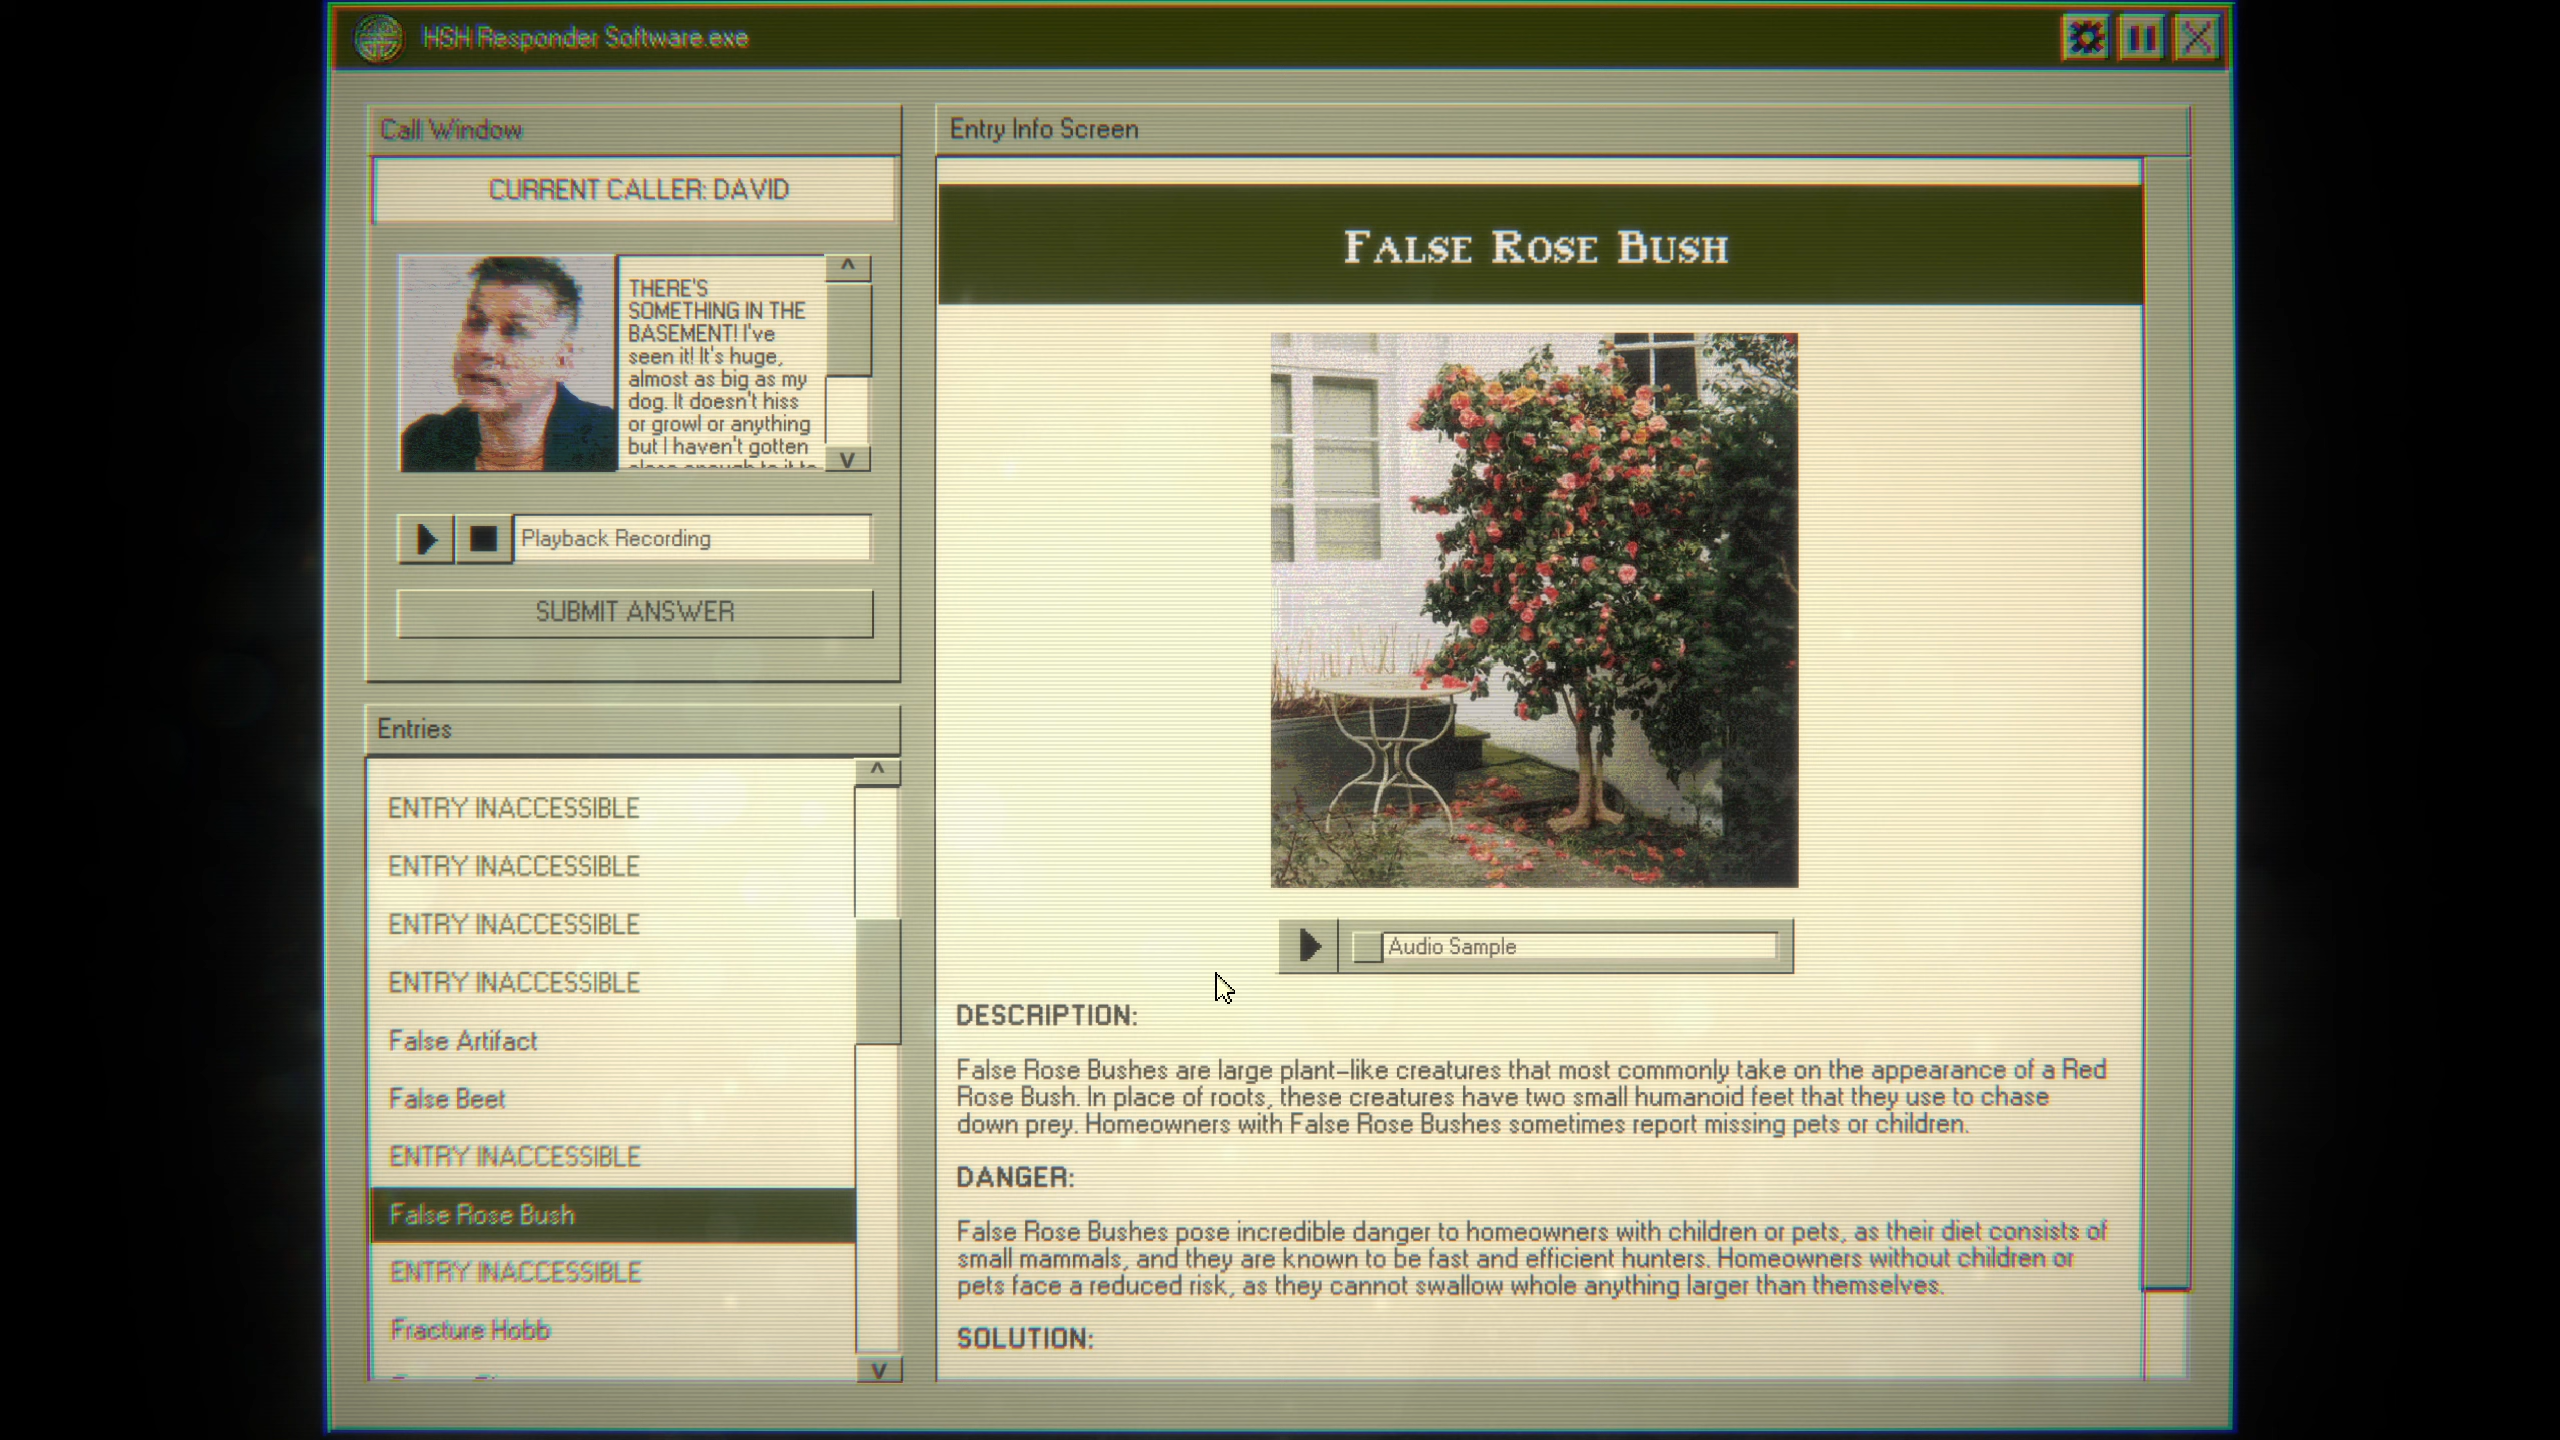 HSH Responder Software.exe
Call Window
CURRENT CALLER: DAVID
THERE'S
SOMETHING IN THE
BASEMENT! I've
seen it! It's huge,
almost as big as my
dog. It doesn't hiss
or growl or anything
but I haven't gotten
Playback Recording
SUBMIT ANSWER
Entries
ENTRY INACCESSIBLE
ENTRY INACCESSIBLE
ENTRY INACCESSIBLE
ENTRY INACCESSIBLE
False Artifact
False Beet
ENTRY INACCESSIBLE
False Rose Bush
ENTRY INACCESSIBLE
Fracture Hobb
Entry Info Screen
FALSE ROSE BUSH
Audio Sample
DESCRIPTION:
False Rose Bushes are large plant-like creatures that most commonly take on the appearance of a Red
Rose Bush. In place of roots, these creatures have two small humanoid feet that they use to chase
down prey. Homeowners with False Rose Bushes sometimes report missing pets or children.
DANGER:
False Rose Bushes pose incredible danger to homeowners with children or pets, as their diet consists of
small mammals, and they are known to be fast and efficient hunters. Homeowners without children or
pets face a reduced risk, as they cannot swallow whole anything larger than themselves.
SOLUTION: